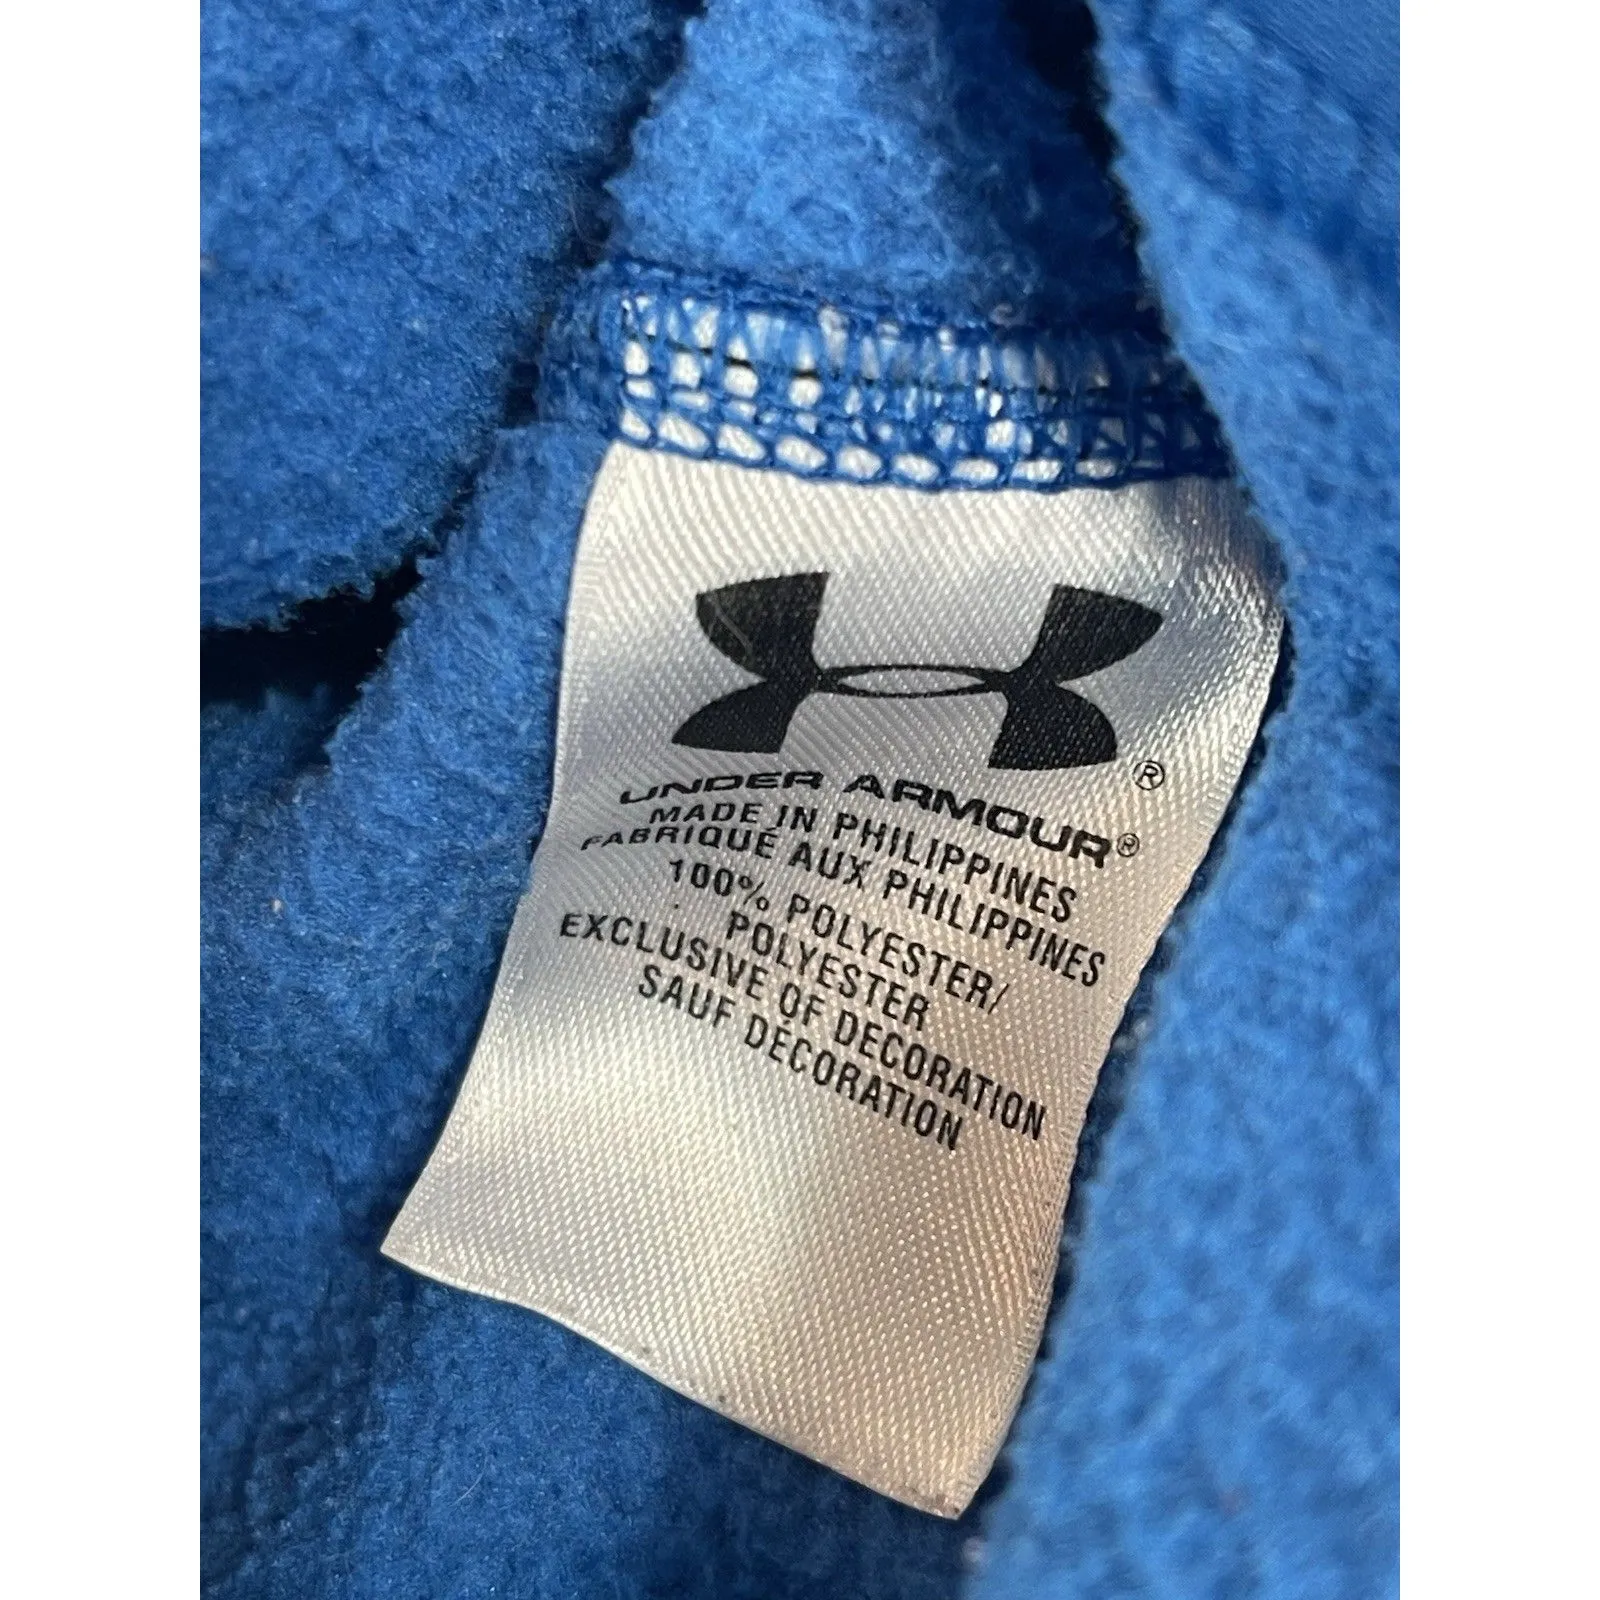 ®
UNDER ARMOUR®
MADE IN PHILIPPINES
FABRIQUÉ AUX PHILIPPINES
100% POLYESTER/
POLYESTER
EXCLUSIVE OF DECORATION
SAUF DÉCORATION